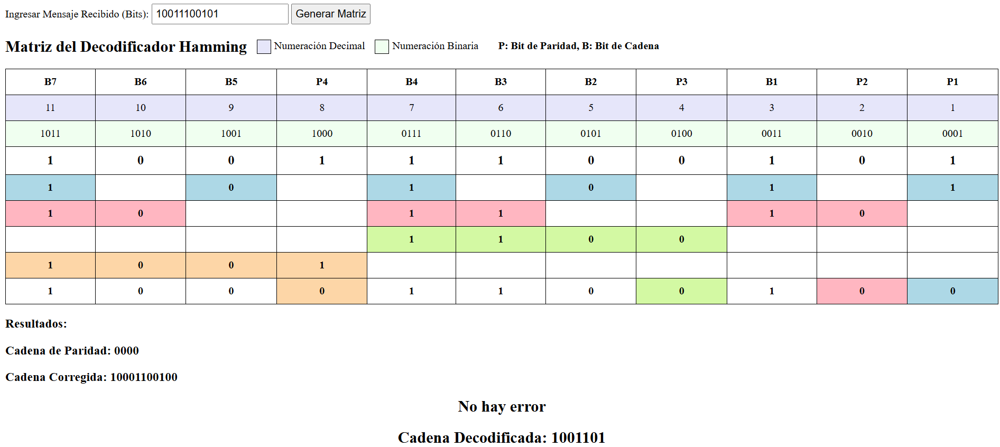 Ingresar Mensaje Recibido (Bits): 10011100101 Generar Matriz
Matriz del Decodificador Hamming Numeración Decimal Numeración Binaria P: Bit de Paridad, B: Bit de Cadena
B7 B6 B5 P4 B4 B3 B2 P3 B1 P2 P1
11 10 9 8 7 6 5 4 3 2 1
1011 1010 1001 1000 0111 0110 0101 0100 0011 0010 0001
1 0 0 1 1 1 0 0 1 0 1
1 0 1 0 1 1
1 0 1 1 1 0
1 1 0 0
1 0 0 1
1 0 0 0 1 1 0 0 1 0 0
Resultados:
Cadena de Paridad: 0000
Cadena Corregida: 10001100100
No hay error
Cadena Decodificada: 1001101